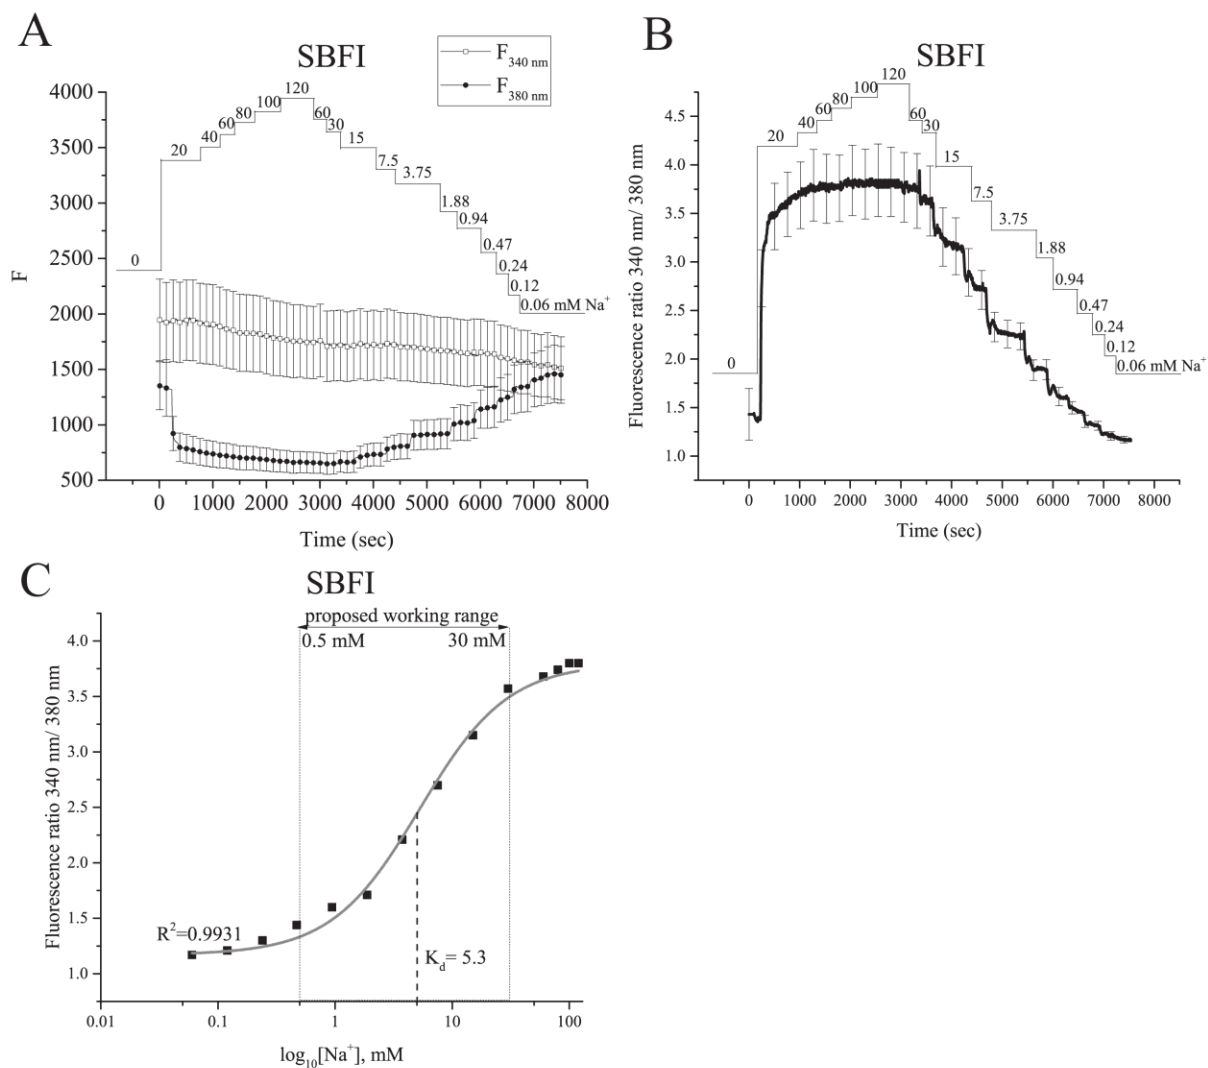 A
SBFI
F340 nm
F380 nm
4000
3500
3000
2500
2000
1500
1000
500
F
0
20
40
60
80
100
120
60
30
15
7.5
3.75
1.88
0.94
0.47
0.24
0.12
0.06 mM Na+
0 1000 2000 3000 4000 5000 6000 7000 8000
Time (sec)
B
SBFI
4.5
4.0
3.5
3.0
2.5
2.0
1.5
1.0
Fluorescence ratio 340 nm/ 380 nm
0
20
40
60
80
100
120
60
30
15
7.5
3.75
1.88
0.94
0.47
0.24
0.12
0.06 mM Na+
0 1000 2000 3000 4000 5000 6000 7000 8000
Time (sec)
C
SBFI
proposed working range
0.5 mM 30 mM
4.0
3.5
3.0
2.5
2.0
1.5
1.0
Fluorescence ratio 340 nm/ 380 nm
R2=0.9931
Kd= 5.3
0.01 0.1 1 10 100
log10[Na+], mM